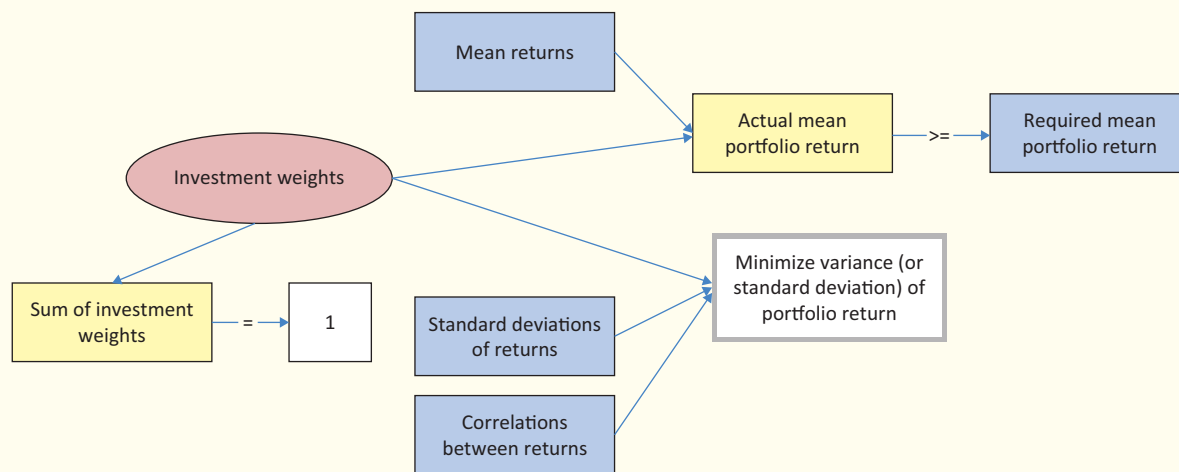 Mean returns
Actual mean
portfolio return
>=
Required mean
portfolio return
Investment weights
Sum of investment
weights
=
1
Minimize variance (or
standard deviation) of
portfolio return
Standard deviations
of returns
Correlations
between returns